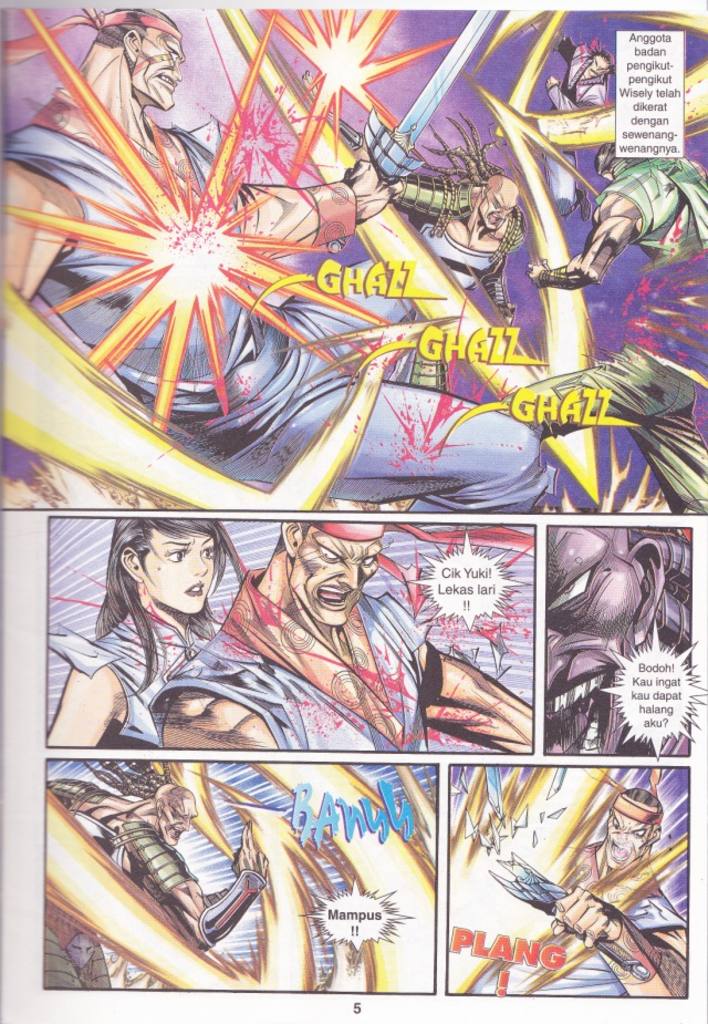 Anggota
badan
pengikut-
pengikut
Wisely telah
dikerat
dengan
sewenang-
wenangnya.
GHAZZ
GHAZZ
GHAZZ
Cik Yuki!
Lekas lari
!!
Bodoh!
Kau ingat
kau dapat
halang
aku?
Mampus
!!
PLANG
!
5